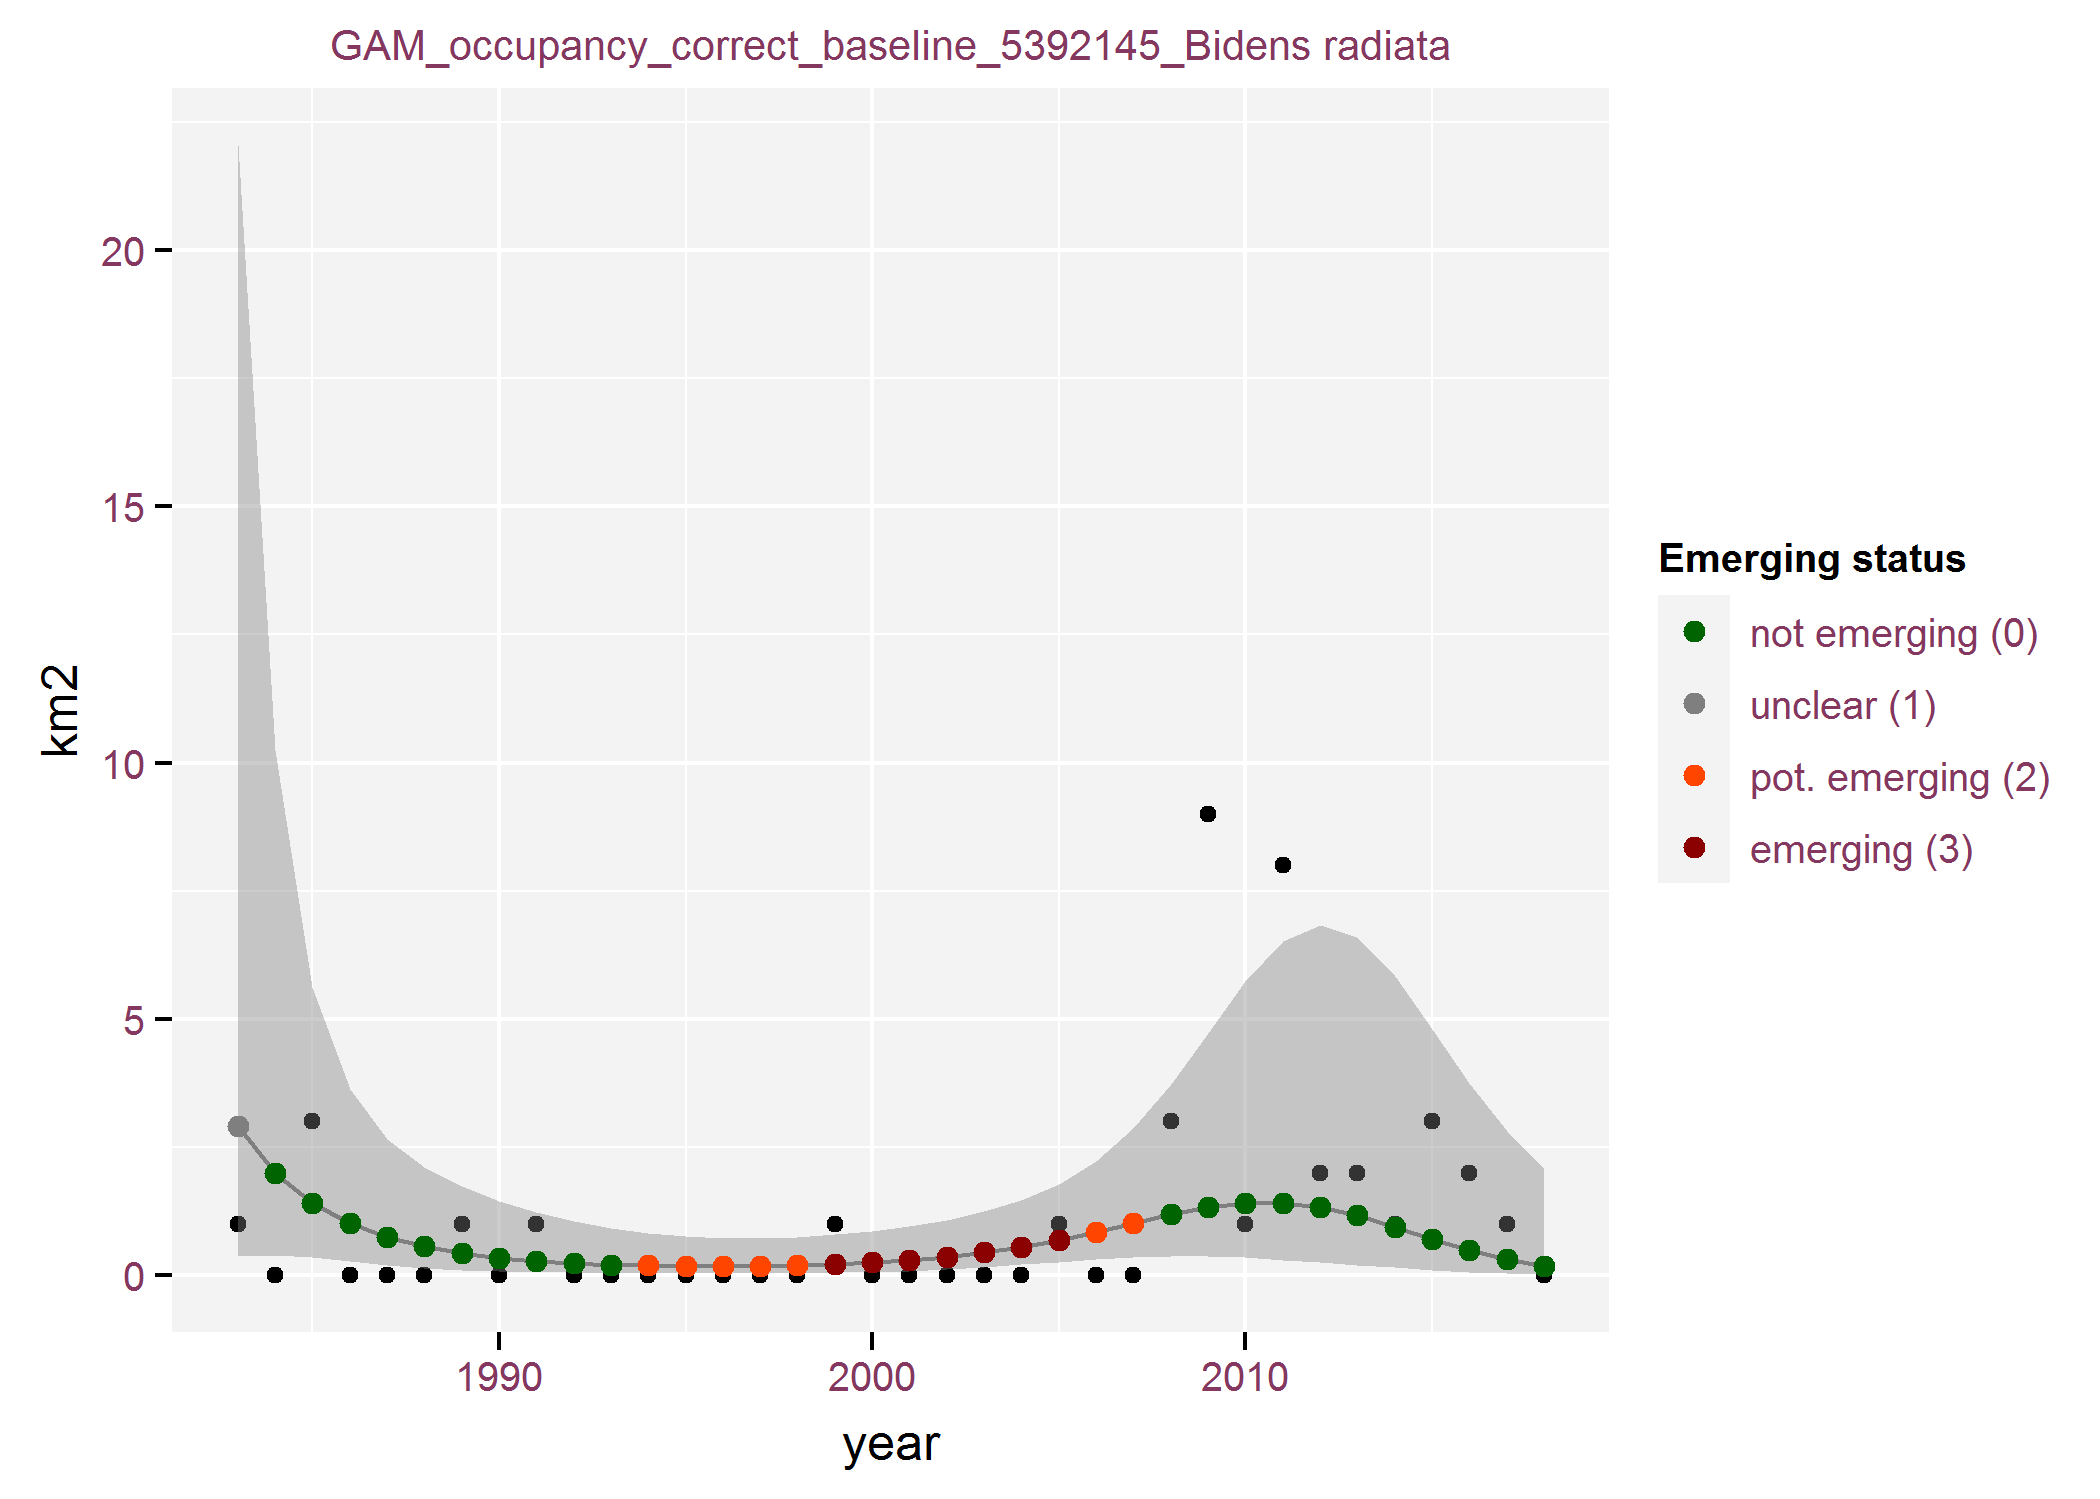 GAM_occupancy_correct_baseline_5392145_Bidens radiata
20
15
10
5
0
km2
1990
2000
2010
year
Emerging status
not emerging (0)
unclear (1)
pot. emerging (2)
emerging (3)